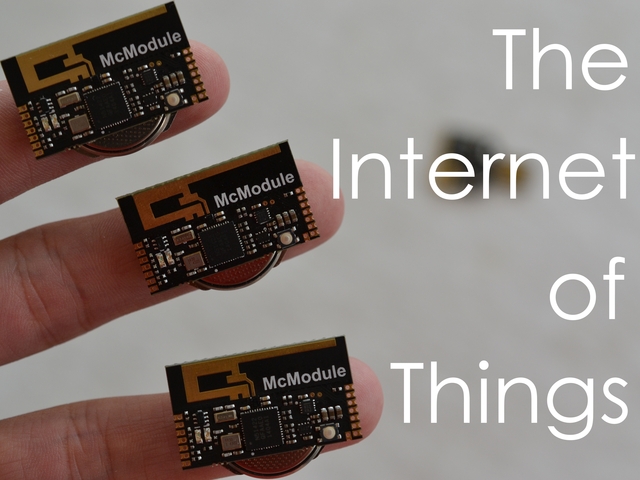 McModule
McModule
McModule
The
Internet
of
Things